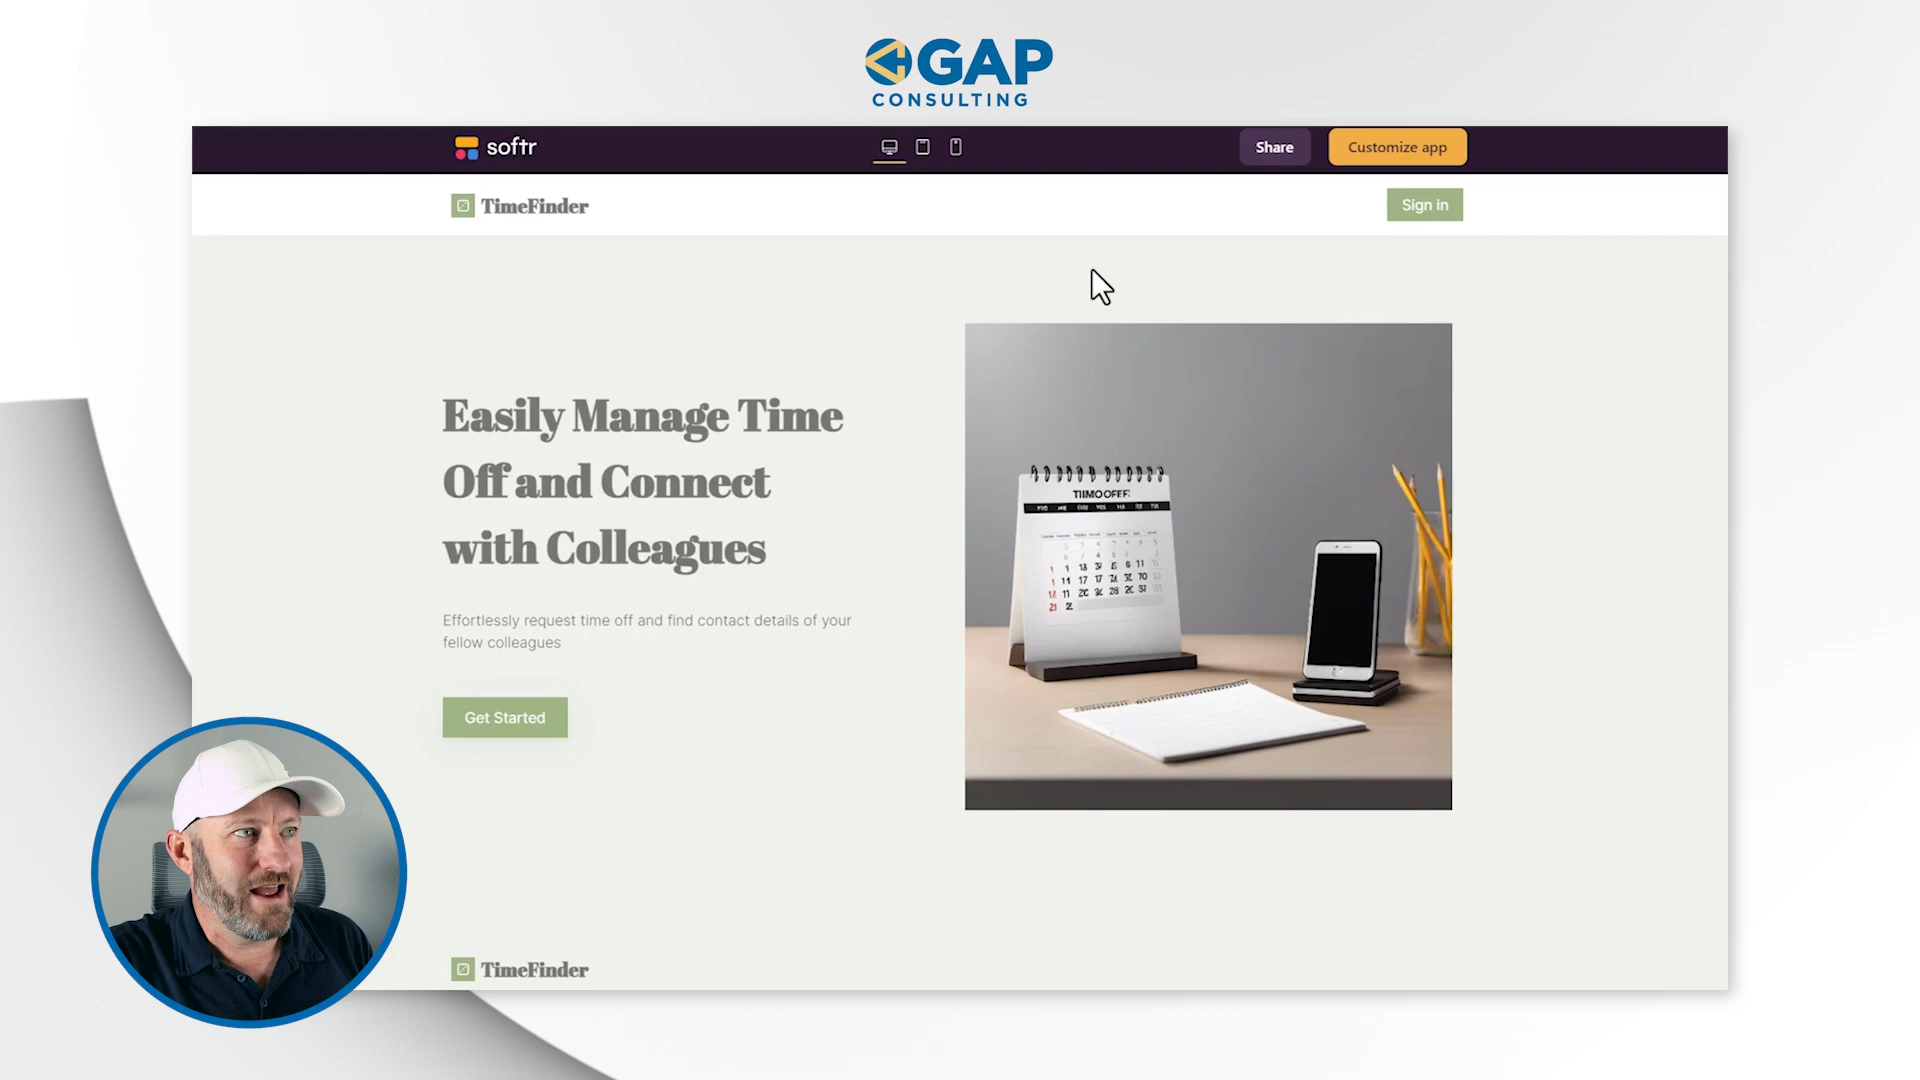 GAP
CONSULTING
softr
Share
Customize app
TimeFinder
Sign in
Easily Manage Time
Off and Connect
with Colleagues
Effortlessly request time off and find contact details of your
fellow colleagues
Get Started
TIIMOOFEF:
TimeFinder